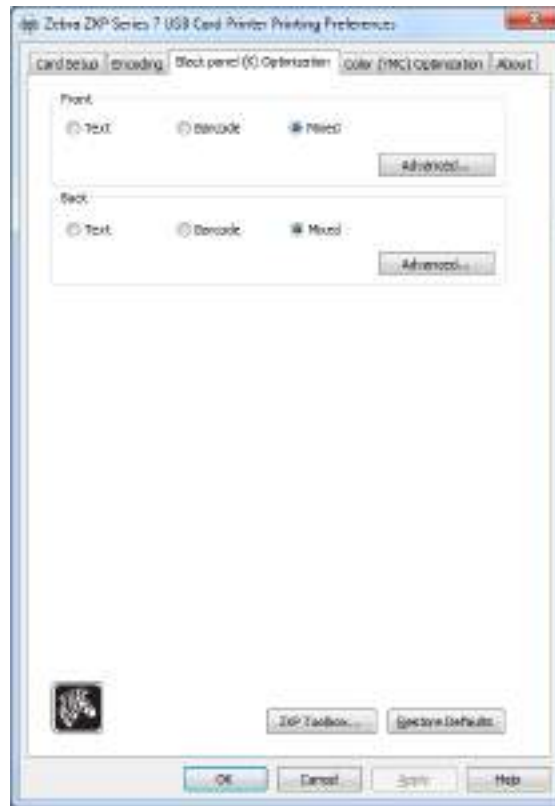 Zebra ZXP Series 7 USB Card Printer Printing Preferences
Card Setup Encoding Black panel (K) Optimization Color (YMC) Optimization About
Front
Text Barcode Mixed
Advanced...
Back
Text Barcode Mixed
Advanced...
ZXP Toolbox... Restore Defaults
OK Cancel Apply Help